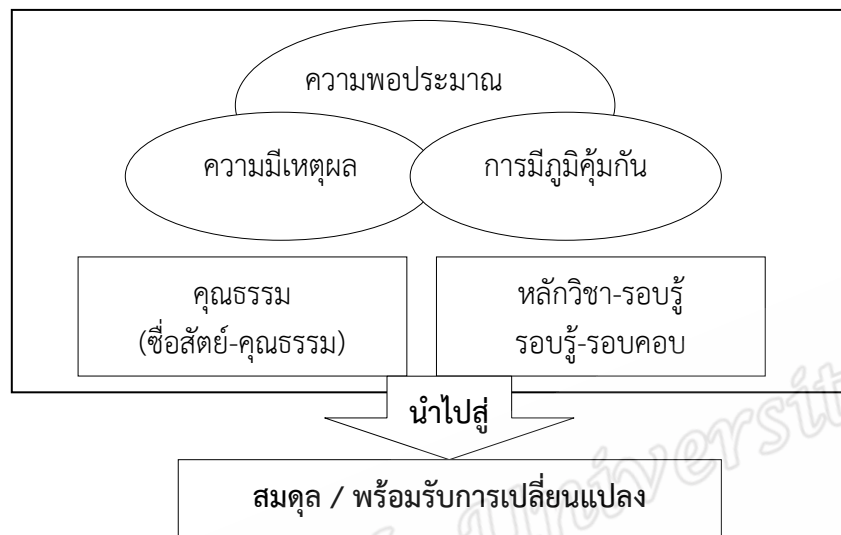 ความพอประมาณ
ความมีเหตุผล
การมีภูมิคุ้มกัน
คุณธรรม
(ซื่อสัตย์-คุณธรรม)
หลักวิชา-รอบรู้
รอบรู้-รอบคอบ
นำไปสู่
สมดุล / พร้อมรับการเปลี่ยนแปลง
University